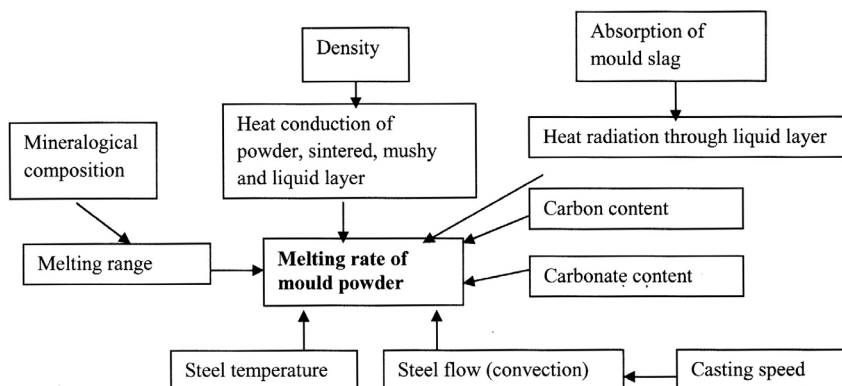 Density
Absorption of
mould slag
Mineralogical
composition
Heat conduction of
powder, sintered, mushy
and liquid layer
Heat radiation through liquid layer
Carbon content
Melting range
Melting rate of
mould powder
Carbonate content
Steel temperature
Steel flow (convection)
Casting speed